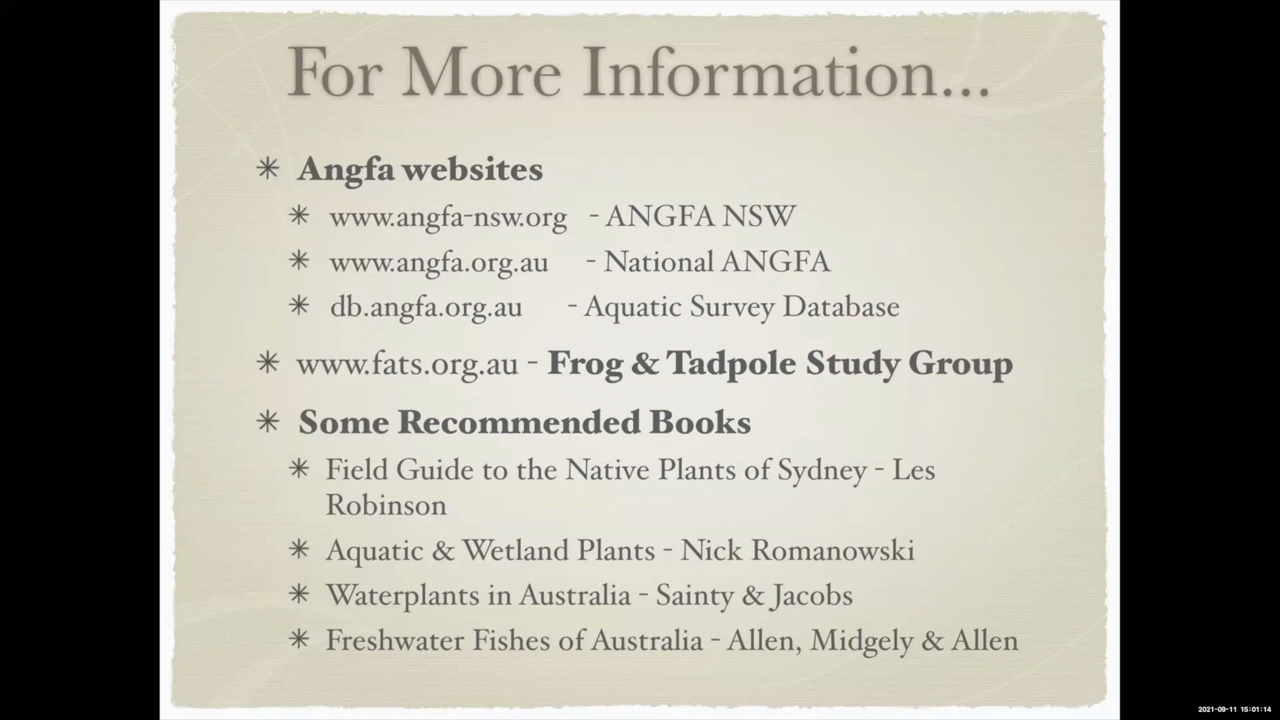 For More Information...
Angfa websites
www.angfa-nsw.org - ANGFA NSW
www.angfa.org.au - National ANGFA
db.angfa.org.au - Aquatic Survey Database
www.fats.org.au - Frog & Tadpole Study Group
Some Recommended Books
Field Guide to the Native Plants of Sydney - Les
Robinson
Aquatic & Wetland Plants - Nick Romanowski
Waterplants in Australia - Sainty & Jacobs
Freshwater Fishes of Australia - Allen, Midgely & Allen
2021-09-11 15:01:14